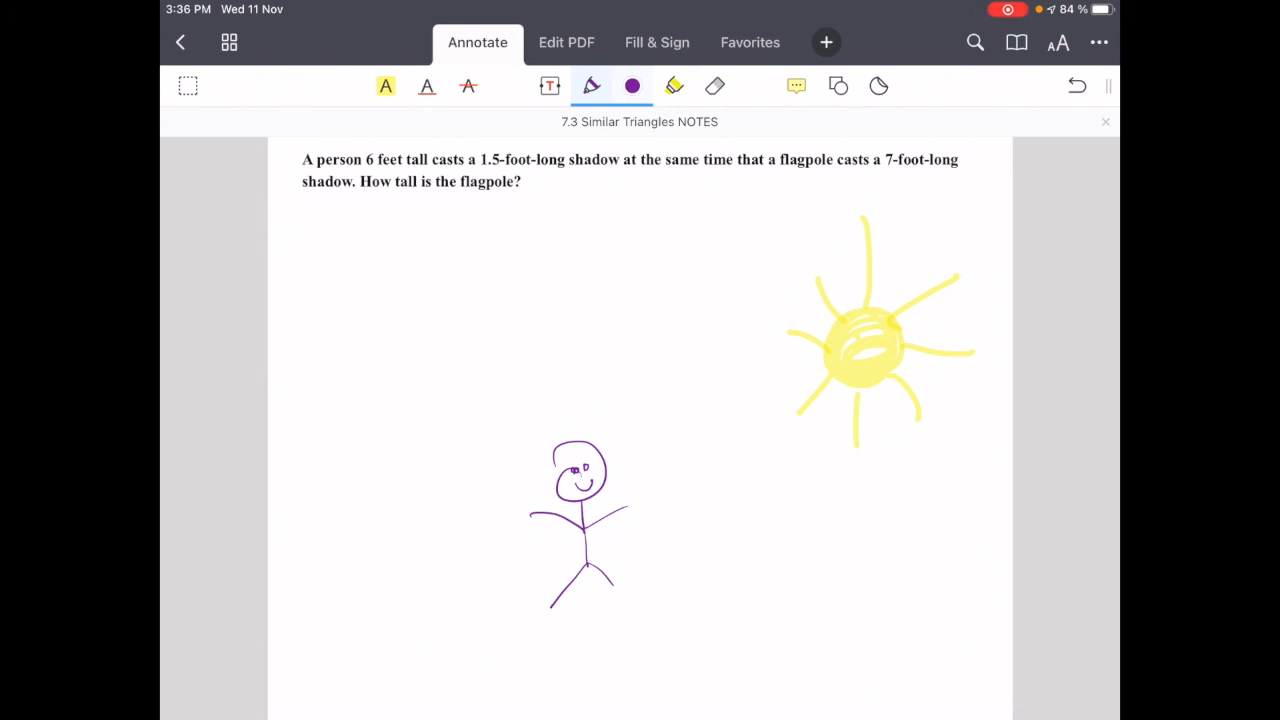 3:36 PM Wed 11 Nov 84 %
Annotate Edit PDF Fill & Sign Favorites
A A A T AA
7.3 Similar Triangles NOTES
A person 6 feet tall casts a 1.5-foot-long shadow at the same time that a flagpole casts a 7-foot-long
shadow. How tall is the flagpole?